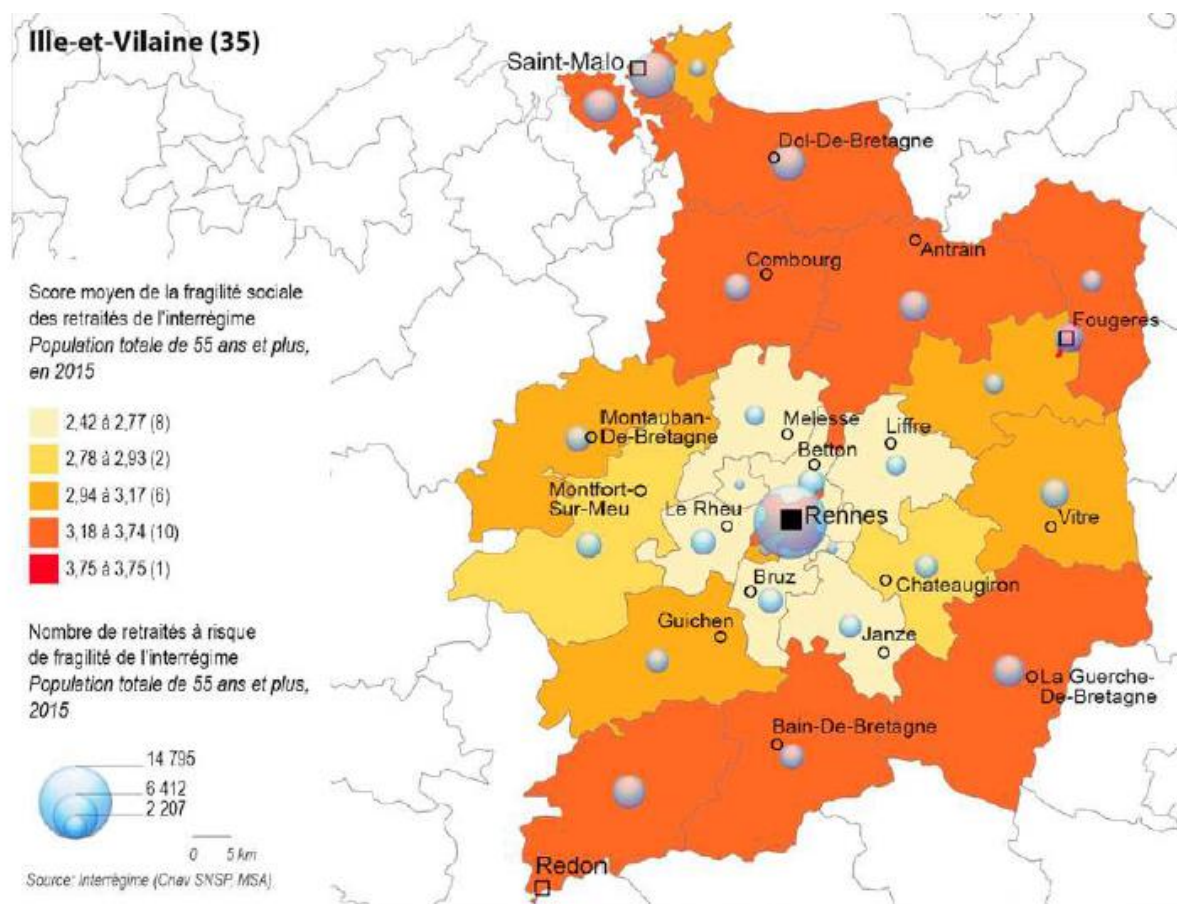 Ille-et-Vilaine (35)
Saint-Malo
Dol-De-Bretagne
Antrain
Combourg
Fougeres
Score moyen de la fragilité sociale
des retraités de l'interrégime
Population totale de 55 ans et plus,
en 2015
2,42 à 2,77 (8)
2,78 à 2,93 (2)
2,94 à 3,17 (6)
3,18 à 3,74 (10)
3,75 à 3,75 (1)
Montauban-
De-Bretagne
Melesse
Liffre
Betton
Montfort-
Sur-Meu
Le Rheu
Rennes
Vitre
Bruz
Chateaugiron
Guichen
Janze
La Guerche-
De-Bretagne
Bain-De-Bretagne
Redon
Nombre de retraités à risque
de fragilité de l'interrégime
Population totale de 55 ans et plus,
2015
14 795
6 412
2 207
0 5 km
Source: Interrégime (Cnav SNSP, MSA)